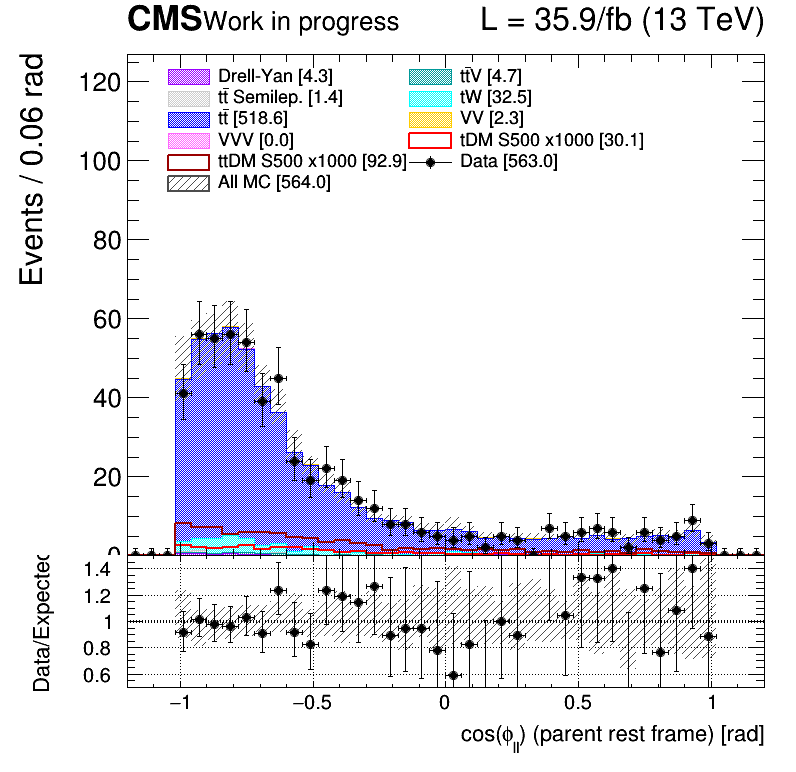 CMS Work in progress L = 35.9/fb (13 TeV)
Events / 0.06 rad
120
100
80
60
40
20
0
Drell-Yan [4.3]
tt̄ Semilep. [1.4]
tt̄ [518.6]
VVV [0.0]
ttDM S500 x1000 [92.9]
All MC [564.0]
tt̄V [4.7]
tW [32.5]
VV [2.3]
tDM S500 x1000 [30.1]
Data [563.0]
Data/Expected
1.4
1.2
1
0.8
0.6
−1 −0.5 0 0.5 1
cos(ϕll) (parent rest frame) [rad]